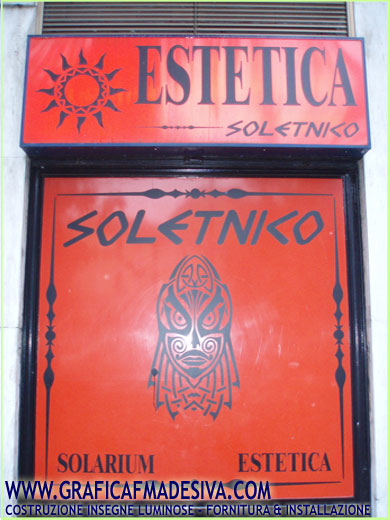 ESTETICA
SOLETNICO
SOLETNICO
SOLARIUM ESTETICA
WWW.GRAFICAFMADESIVA.COM
COSTRUZIONE INSEGNE LUMINOSE - FORNITURA & INSTALLAZIONE